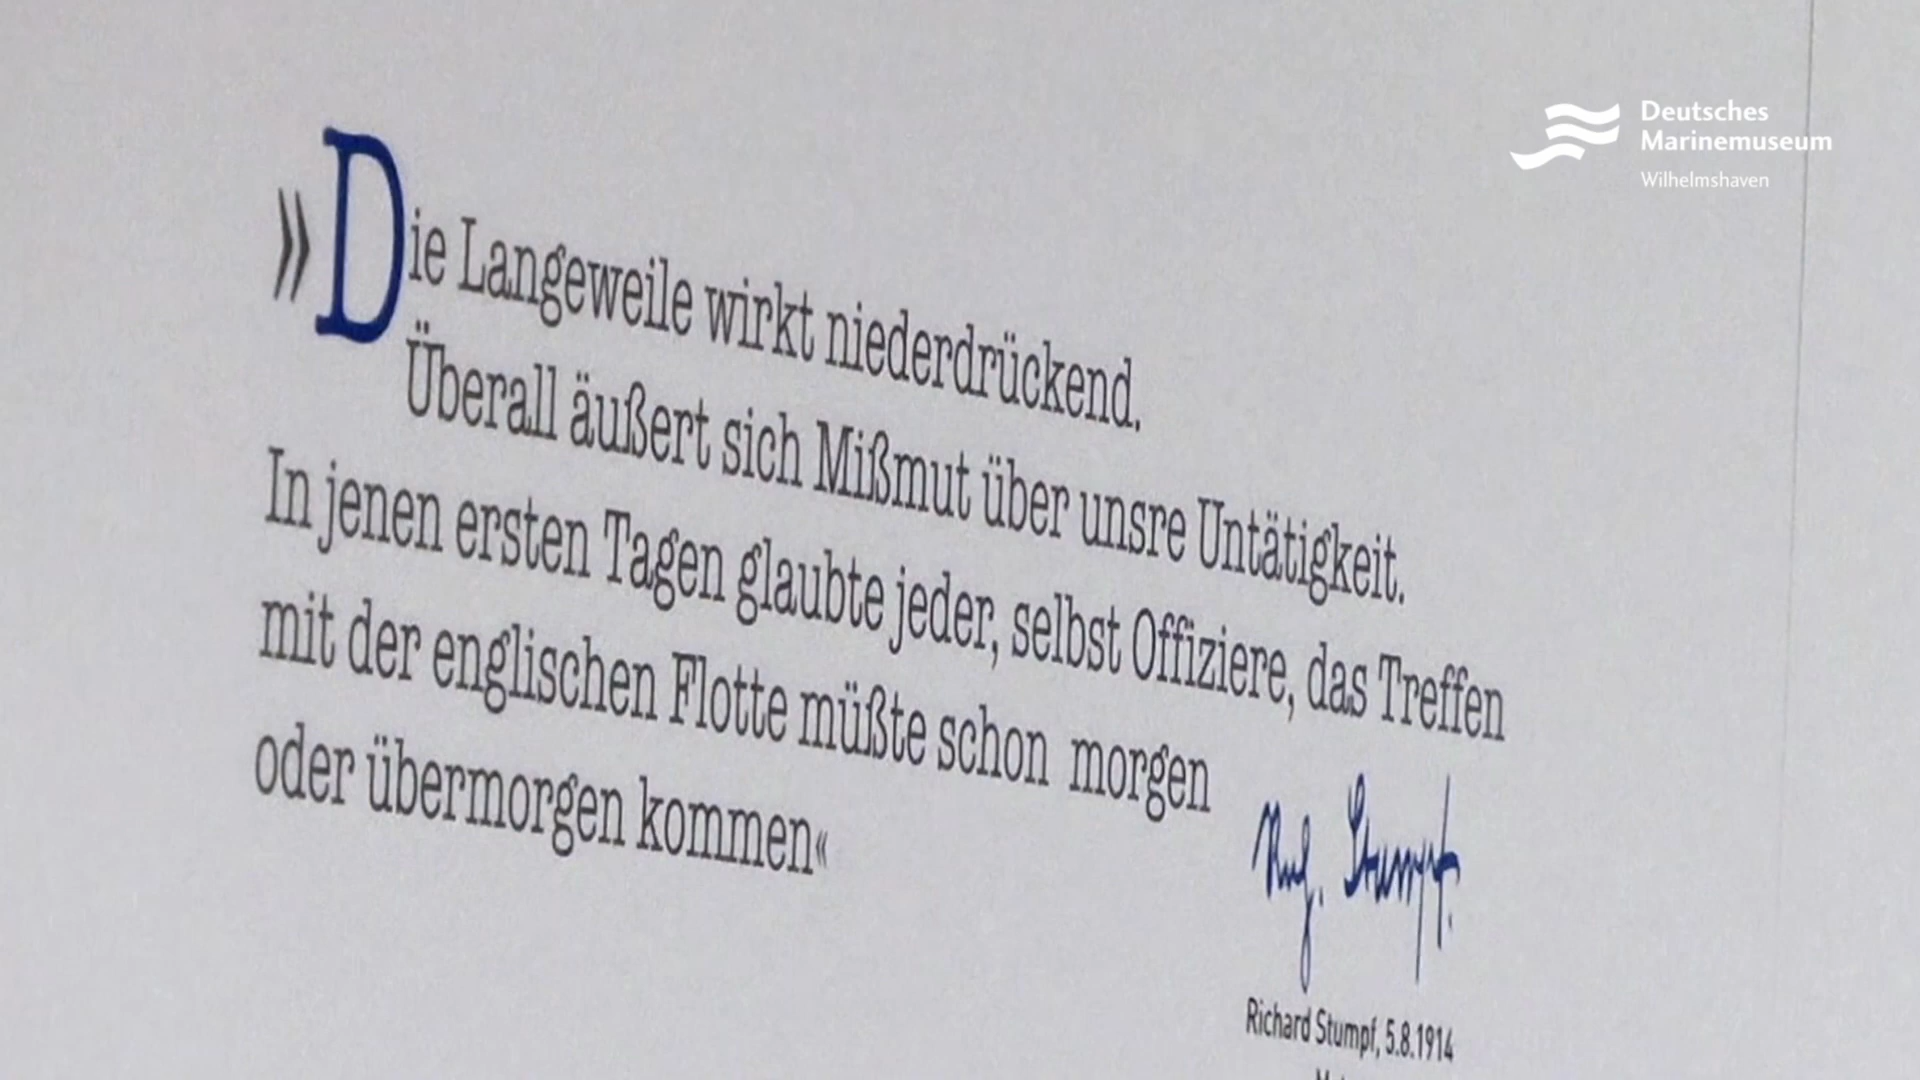 Deutsches
Marinemuseum
Wilhelmshaven
»Die Langeweile wirkt niederdrückend.
Überall äußert sich Mißmut über unsre Untätigkeit.
In jenen ersten Tagen glaubte jeder, selbst Offiziere, das Treffen
mit der englischen Flotte müßte schon morgen
oder übermorgen kommen«
Stumpf.
Richard Stumpf, 5.8.1914